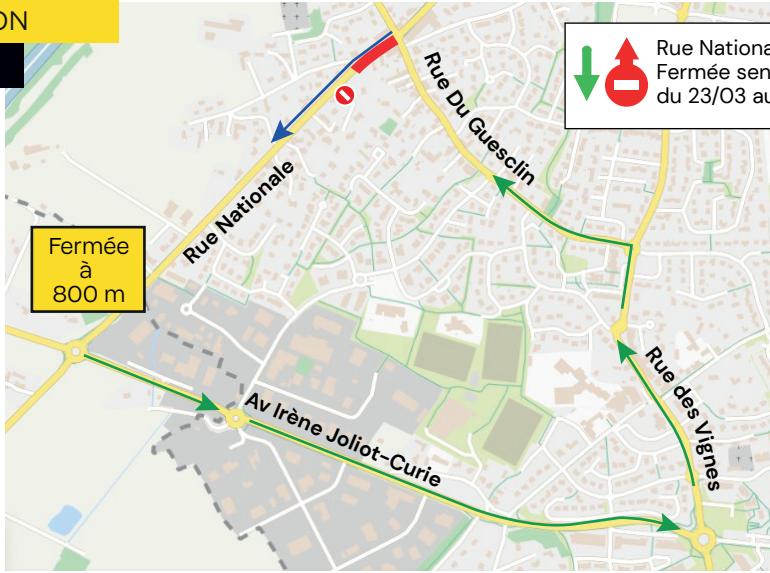 ON
Rue Nationa
Fermée sen
du 23/03 au
Rue Du Guesclin
Rue Nationale
Fermée
à
800 m
Rue des Vignes
Av Irène Joliot-Curie